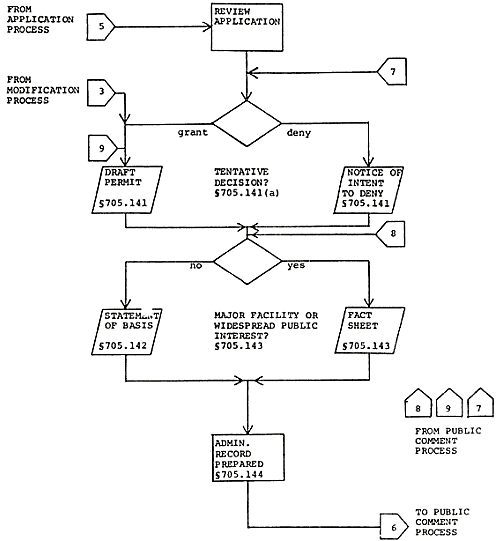 FROM
APPLICATION
PROCESS
5
REVIEW
APPLICATION
7
FROM
MODIFICATION
PROCESS
3
grant
deny
9
DRAFT
PERMIT
§705.141
TENTATIVE
DECISION?
§705.141(a)
NOTICE OF
INTENT
TO DENY
§705.141
8
no
yes
STATEMENT
OF BASIS
§705.142
MAJOR FACILITY OR
WIDESPREAD PUBLIC
INTEREST?
§705.143
FACT
SHEET
§705.143
8 9 7
FROM PUBLIC
COMMENT
PROCESS
ADMIN.
RECORD
PREPARED
§705.144
6
TO PUBLIC
COMMENT
PROCESS